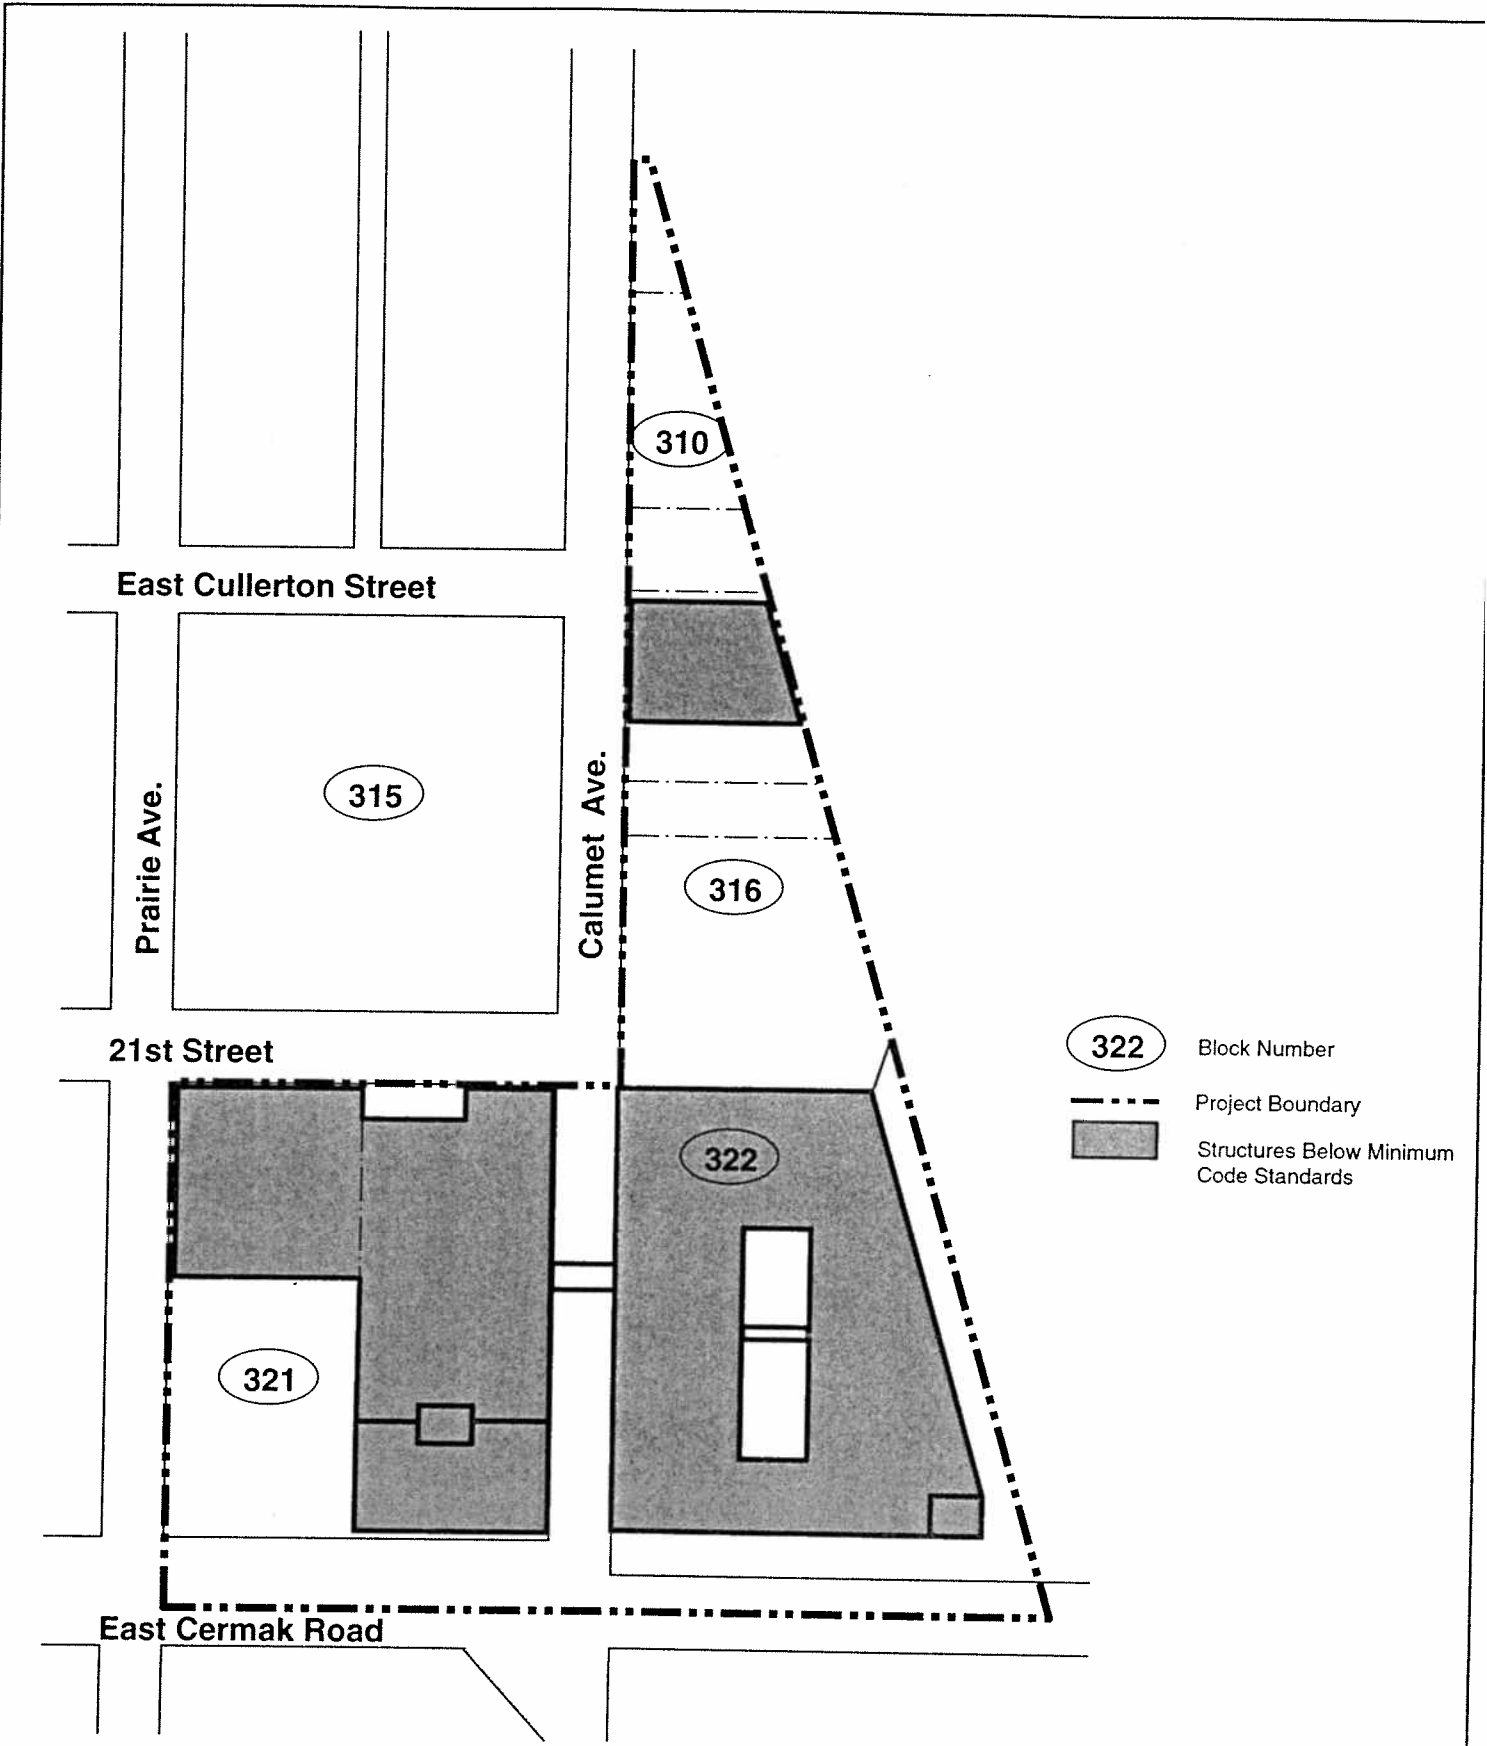 310
East Cullerton Street
315
Prairie Ave.
Calumet Ave.
316
21st Street
322
Block Number
Project Boundary
Structures Below Minimum
Code Standards
322
321
East Cermak Road